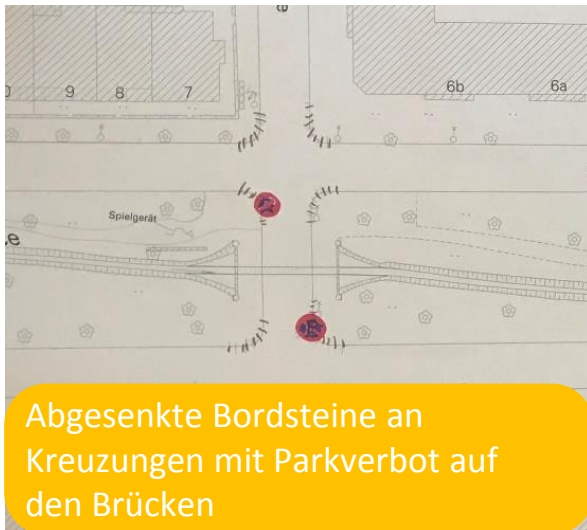 e
9
8
7
6b
6a
Spielgerät
e
Abgesenkte Bordsteine an
Kreuzungen mit Parkverbot auf
den Brücken